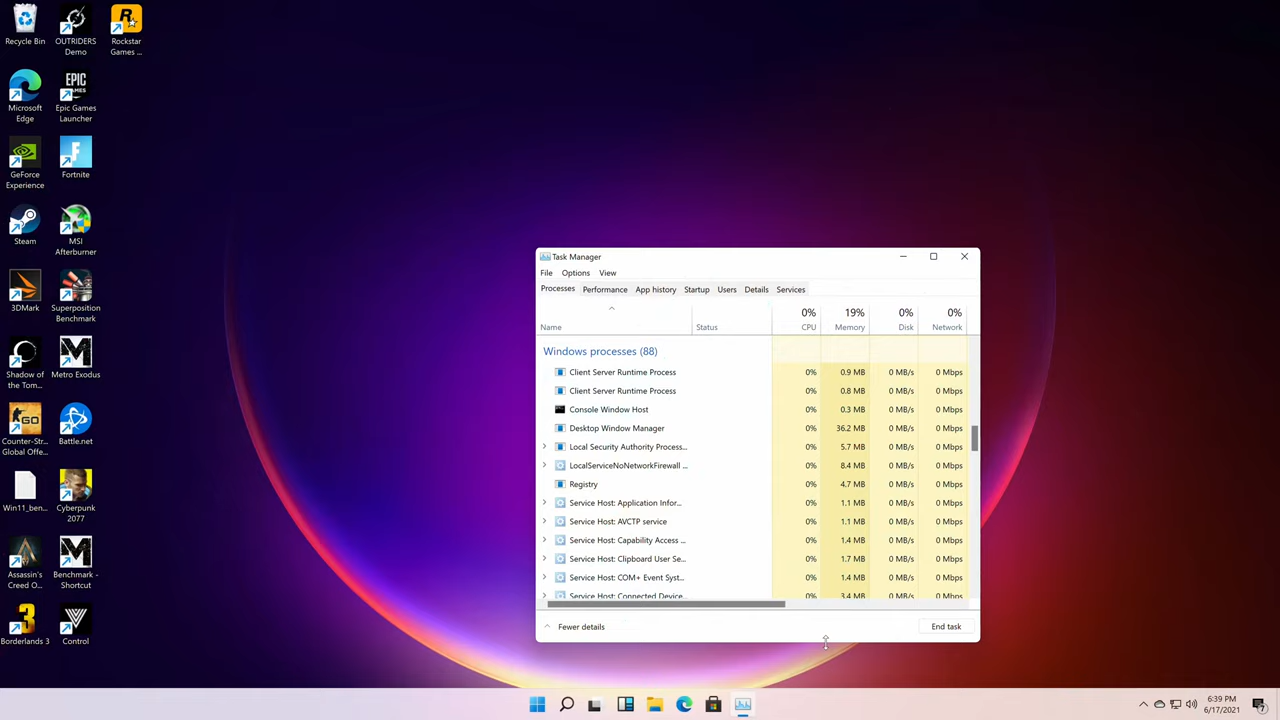 Recycle Bin
OUTRIDERS
Demo
Rockstar
Games ...
Microsoft
Edge
EPIC
GAMES
Epic Games
Launcher
GeForce
Experience
Fortnite
Steam
MSI
Afterburner
3DMark
Superposition
Benchmark
Shadow of
the Tom...
Metro Exodus
GO
Counter-Str...
Global Offe...
Battle.net
Win11_ben...
Cyberpunk
2077
Assassin's
Creed O...
Benchmark -
Shortcut
3
Borderlands 3
Control
Task Manager
File Options View
Processes Performance App history Startup Users Details Services
0% 19% 0% 0%
Name Status CPU Memory Disk Network
Windows processes (88)
Client Server Runtime Process 0% 0.9 MB 0 MB/s 0 Mbps
Client Server Runtime Process 0% 0.8 MB 0 MB/s 0 Mbps
Console Window Host 0% 0.3 MB 0 MB/s 0 Mbps
Desktop Window Manager 0% 36.2 MB 0 MB/s 0 Mbps
Local Security Authority Process... 0% 5.7 MB 0 MB/s 0 Mbps
LocalServiceNoNetworkFirewall ... 0% 8.4 MB 0 MB/s 0 Mbps
Registry 0% 4.7 MB 0 MB/s 0 Mbps
Service Host: Application Infor... 0% 1.1 MB 0 MB/s 0 Mbps
Service Host: AVCTP service 0% 1.1 MB 0 MB/s 0 Mbps
Service Host: Capability Access ... 0% 1.4 MB 0 MB/s 0 Mbps
Service Host: Clipboard User Se... 0% 1.7 MB 0 MB/s 0 Mbps
Service Host: COM+ Event Syst... 0% 1.4 MB 0 MB/s 0 Mbps
Service Host: Connected Device... 0% 3.4 MB 0 MB/s 0 Mbps
Fewer details End task
6:39 PM
6/17/2021